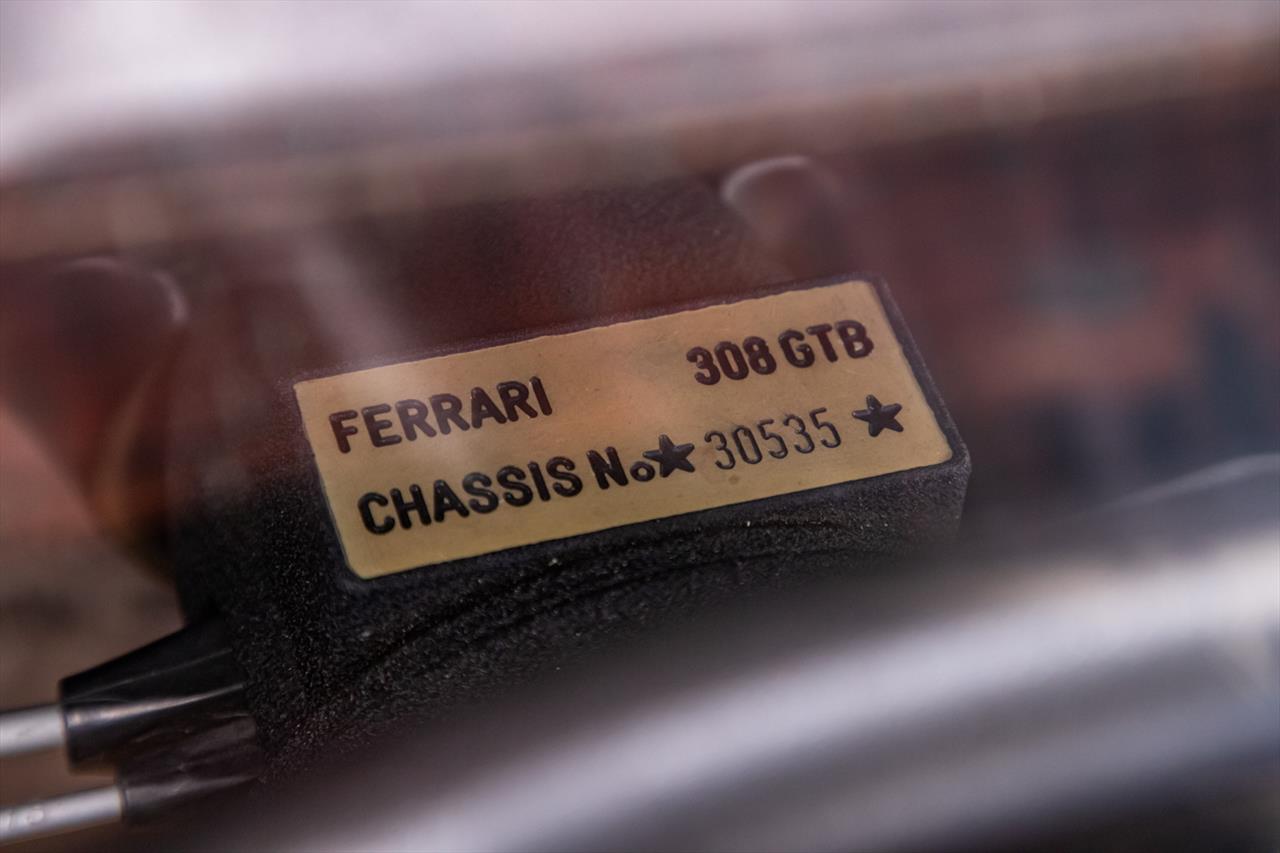 FERRARI 308 GTB
CHASSIS No★ 30535 ★